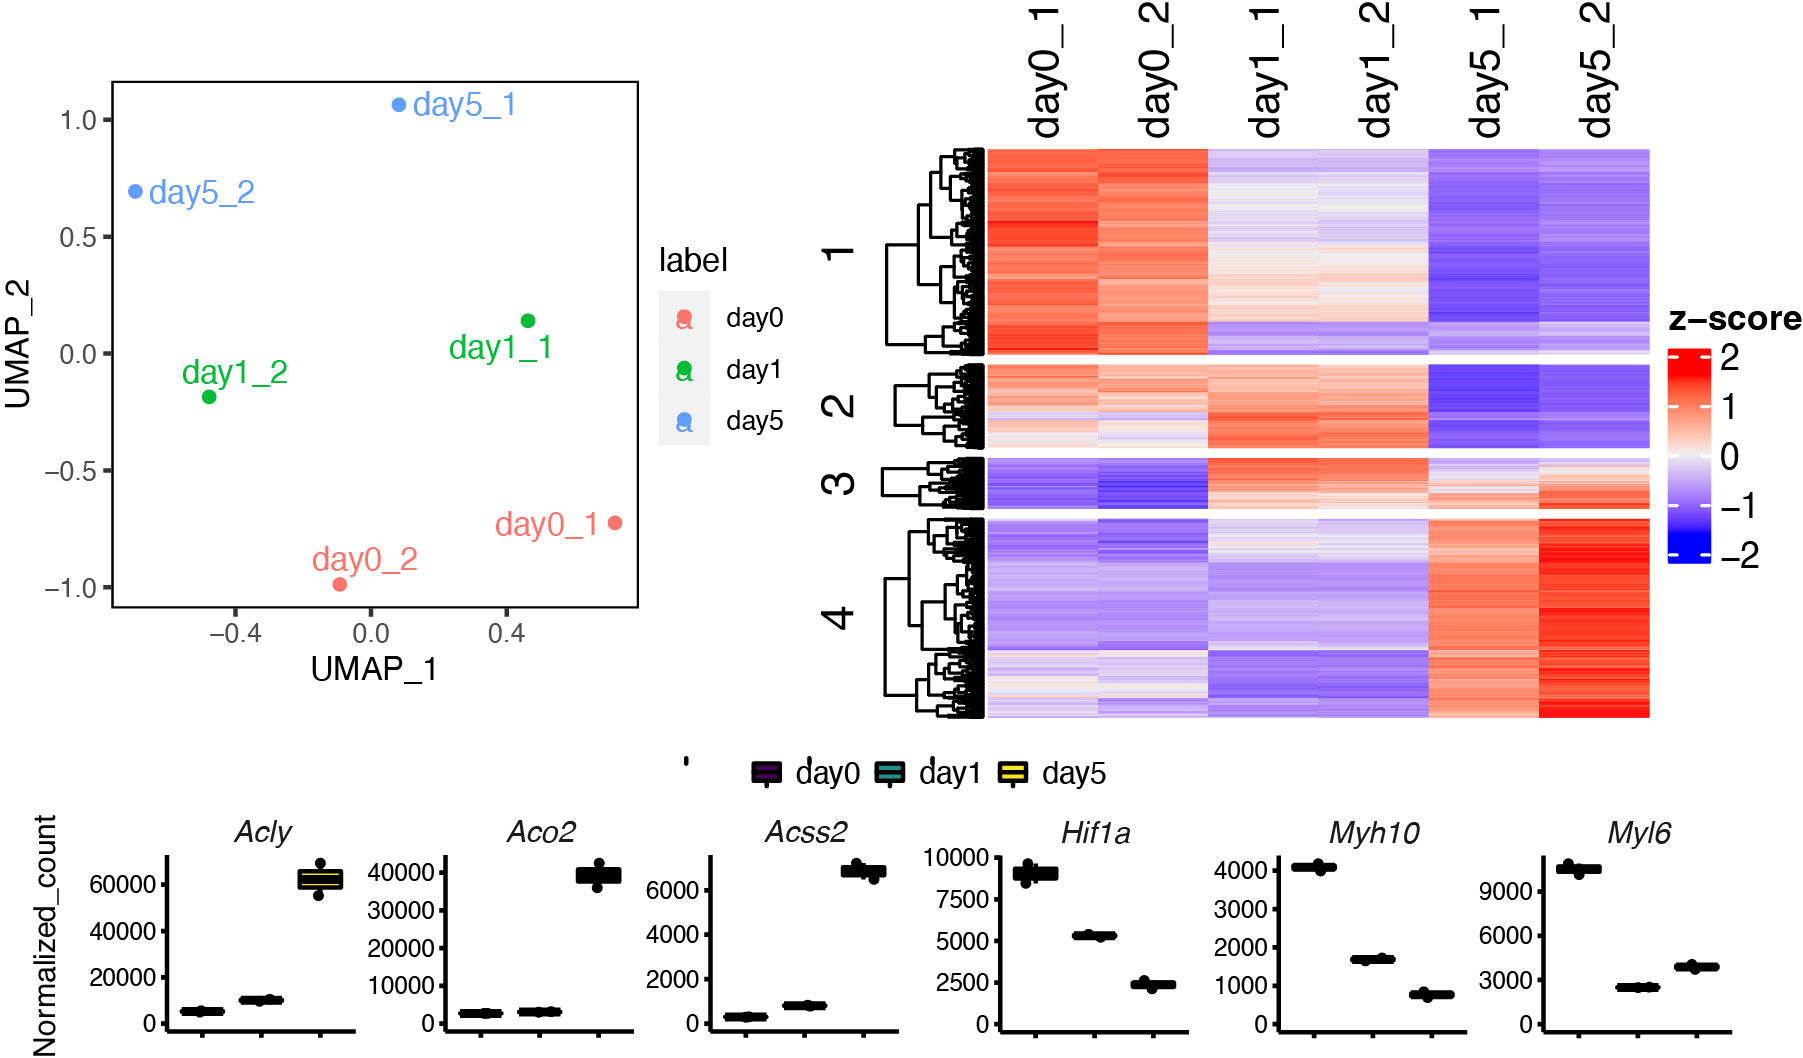 day0_1 day0_2 day1_1 day1_2 day5_1 day5_2
UMAP_2
1.0
0.5
0.0
−0.5
−1.0
day5_1
day5_2
day1_1
day1_2
day0_1
day0_2
−0.4 0.0 0.4
UMAP_1
label
a day0
a day1
a day5
1
2
3
4
z−score
2
1
0
−1
−2
day0 day1 day5
Normalized_count
Acly
60000
40000
20000
0
Aco2
40000
30000
20000
10000
0
Acss2
6000
4000
2000
0
Hif1a
10000
7500
5000
2500
0
Myh10
4000
3000
2000
1000
0
Myl6
9000
6000
3000
0